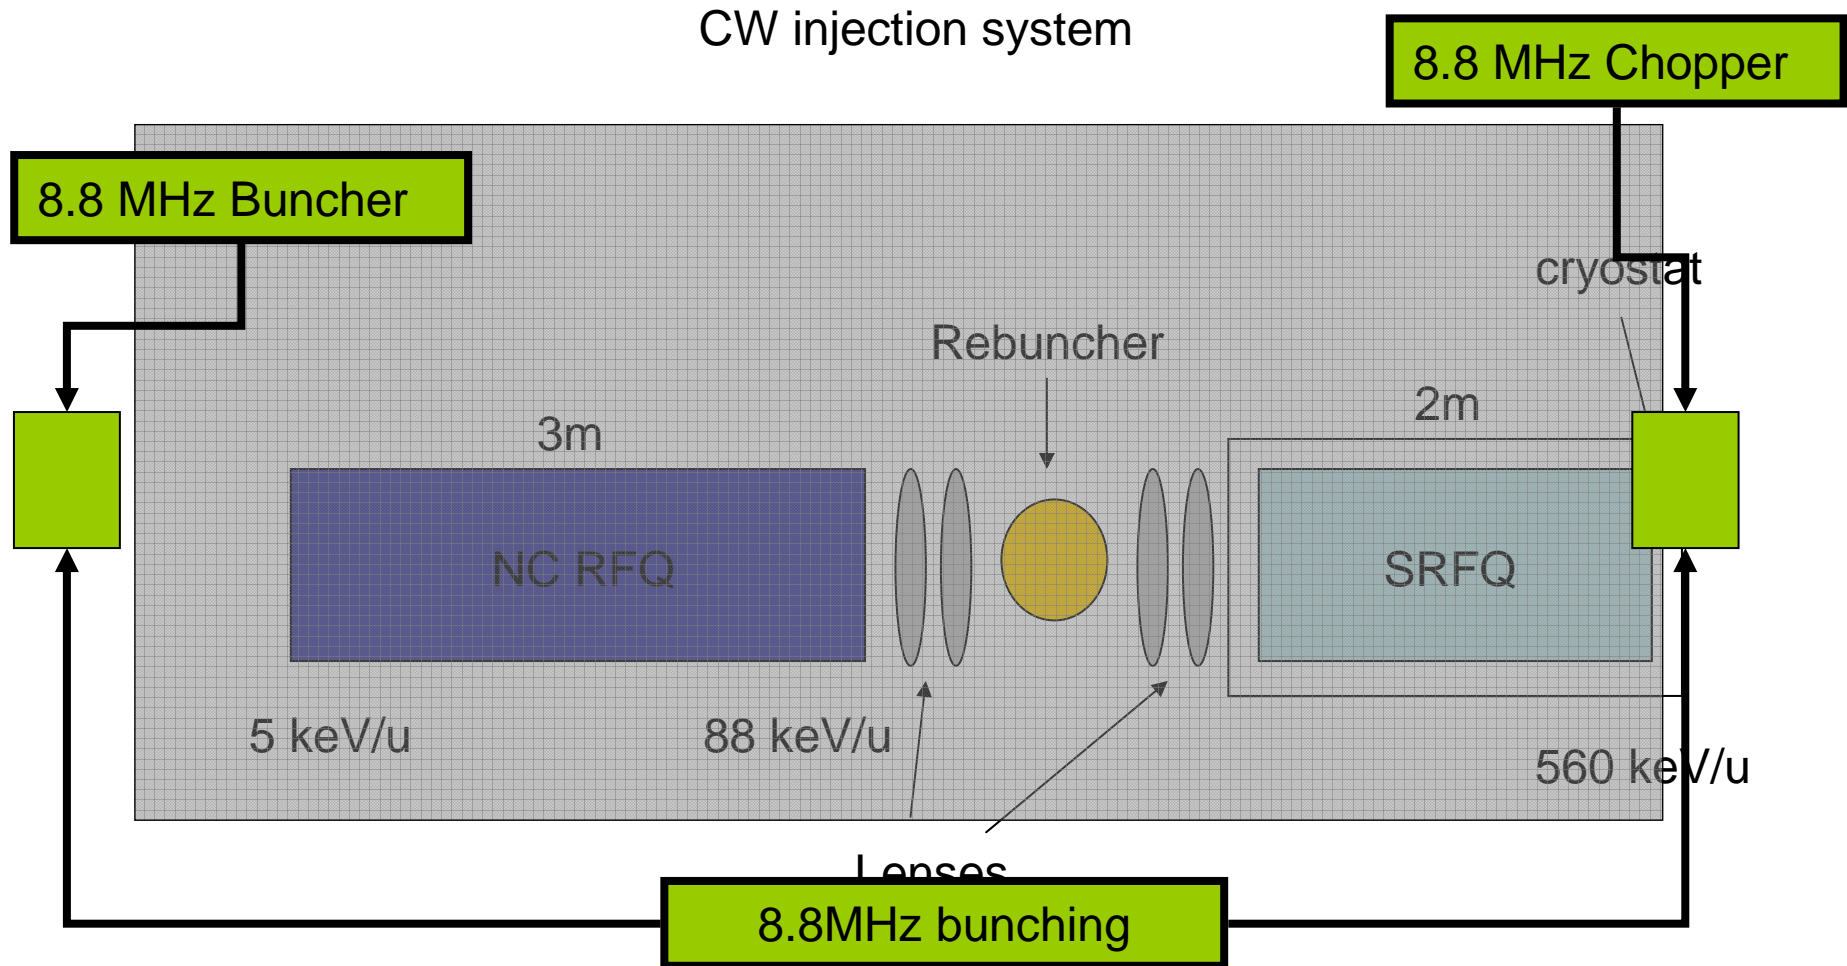 CW injection system
8.8 MHz Chopper
8.8 MHz Buncher
cryostat
Rebuncher
2m
3m
NC RFQ
SRFQ
5 keV/u
88 keV/u
560 keV/u
Lenses
8.8MHz bunching